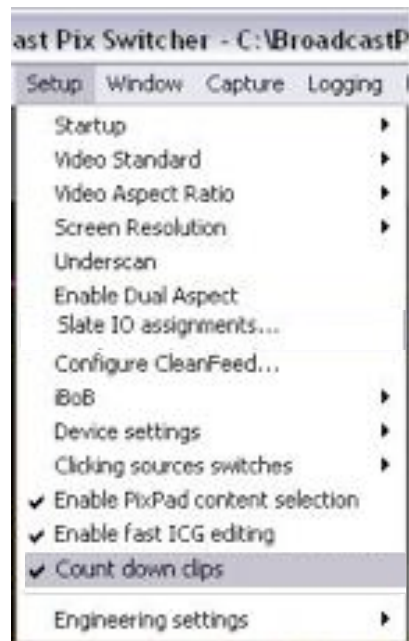 ast Pix Switcher - C:\BroadcastP
Setup Window Capture Logging
Startup
Video Standard
Video Aspect Ratio
Screen Resolution
Underscan
Enable Dual Aspect
Slate IO assignments...
Configure CleanFeed...
iBoB
Device settings
Clicking sources switches
Enable PixPad content selection
Enable fast ICG editing
Count down clips
Engineering settings